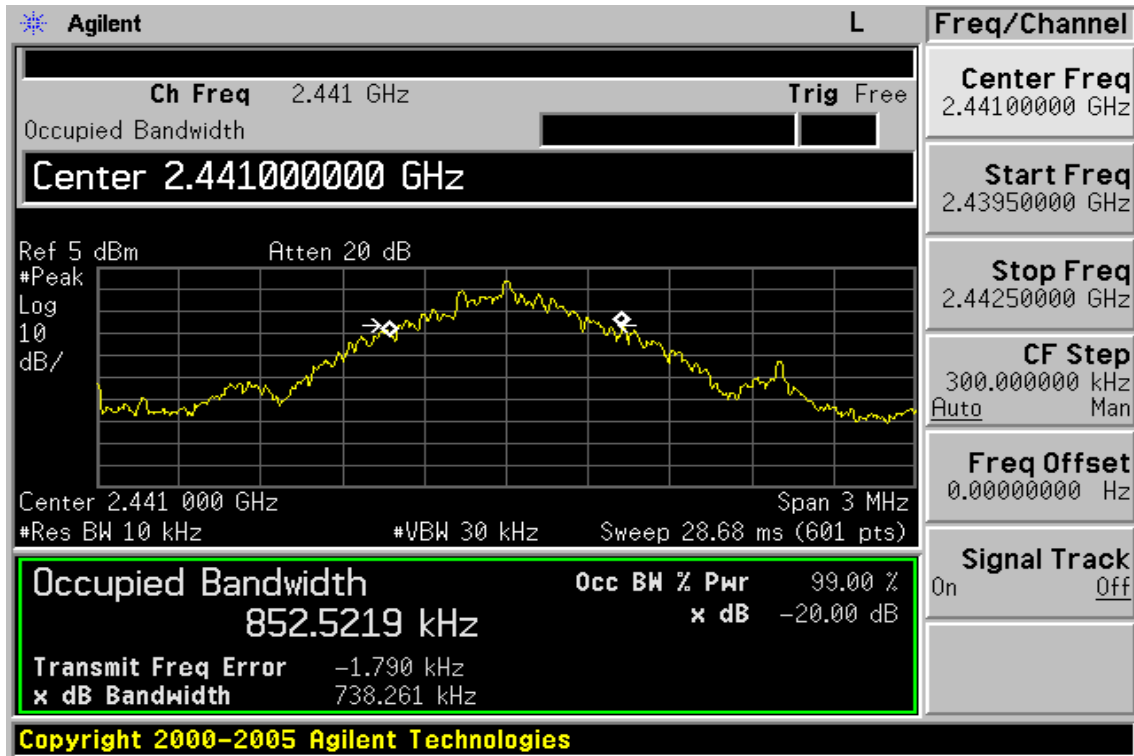 Agilent L Freq/Channel
Ch Freq 2.441 GHz Trig Free
Occupied Bandwidth
Center 2.441000000 GHz
Ref 5 dBm Atten 20 dB
#Peak
Log
10
dB/
Center 2.441 000 GHz Span 3 MHz
#Res BW 10 kHz #VBW 30 kHz Sweep 28.68 ms (601 pts)
Occupied Bandwidth Occ BW % Pwr 99.00 %
852.5219 kHz x dB -20.00 dB
Transmit Freq Error -1.790 kHz
x dB Bandwidth 738.261 kHz
Center Freq
2.44100000 GHz
Start Freq
2.43950000 GHz
Stop Freq
2.44250000 GHz
CF Step
300.000000 kHz
Auto Man
Freq Offset
0.00000000 Hz
Signal Track
On Off
Copyright 2000-2005 Agilent Technologies